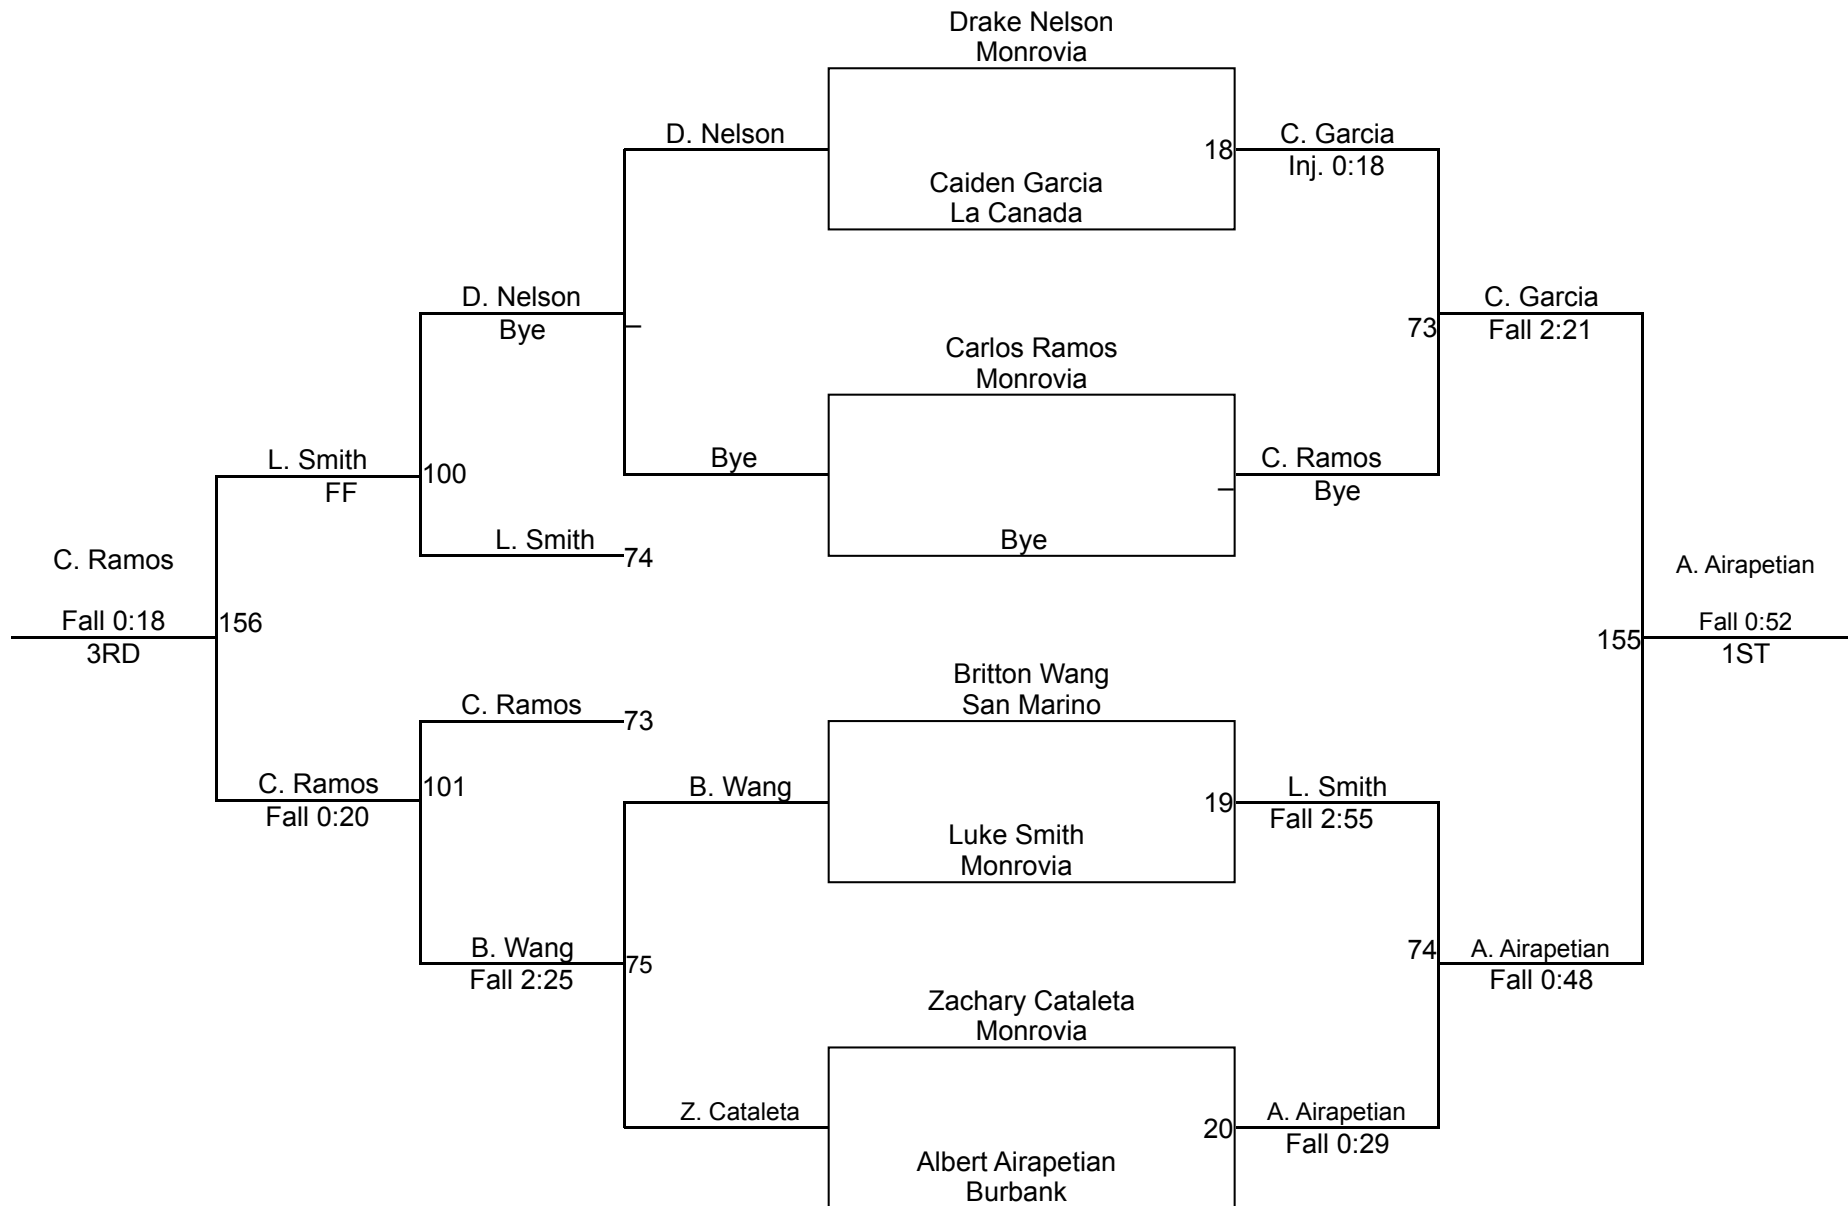 Drake Nelson
Monrovia
D. Nelson
18
C. Garcia
Inj. 0:18
Caiden Garcia
La Canada
D. Nelson
Bye
C. Garcia
73
Fall 2:21
Carlos Ramos
Monrovia
L. Smith
FF
100
Bye
C. Ramos
Bye
L. Smith
74
Bye
C. Ramos
Fall 0:18
3RD
156
A. Airapetian
155
Fall 0:52
1ST
Britton Wang
San Marino
C. Ramos
73
C. Ramos
Fall 0:20
101
B. Wang
19
L. Smith
Fall 2:55
Luke Smith
Monrovia
B. Wang
Fall 2:25
75
74
A. Airapetian
Fall 0:48
Zachary Cataleta
Monrovia
Z. Cataleta
20
A. Airapetian
Fall 0:29
Albert Airapetian
Burbank